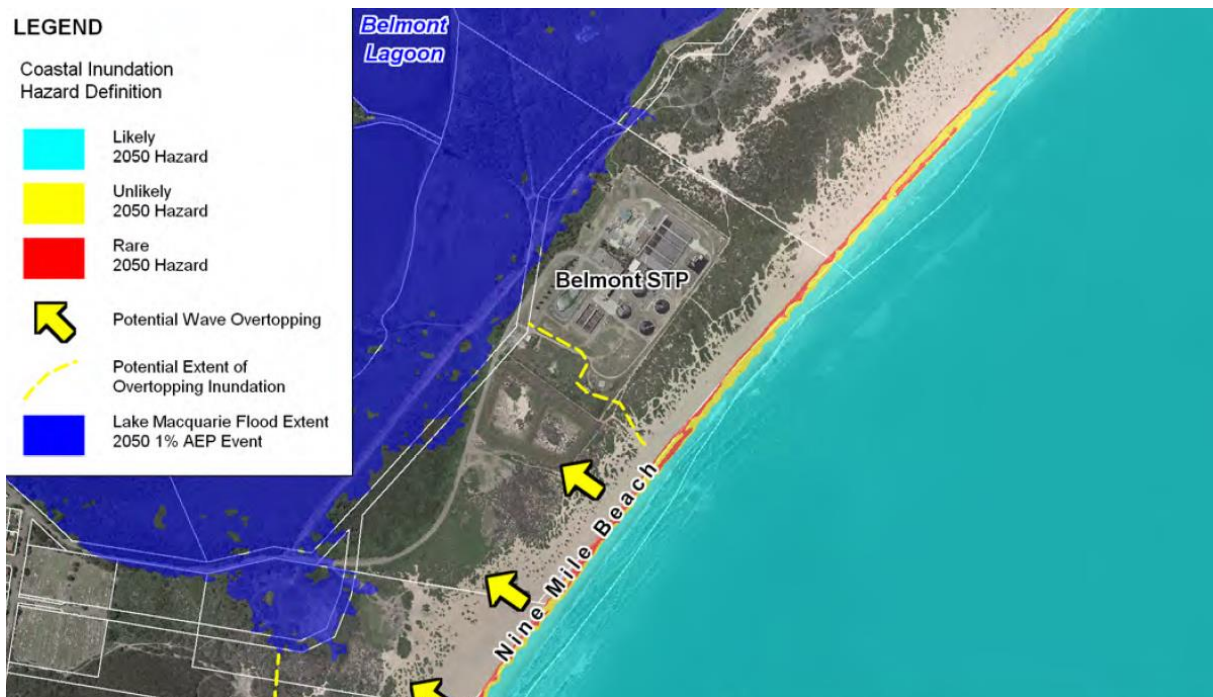 LEGEND
Coastal Inundation
Hazard Definition
Likely
2050 Hazard
Unlikely
2050 Hazard
Rare
2050 Hazard
Potential Wave Overtopping
Potential Extent of
Overtopping Inundation
Lake Macquarie Flood Extent
2050 1% AEP Event
Belmont
Lagoon
Belmont STP
Nine Mile Beach